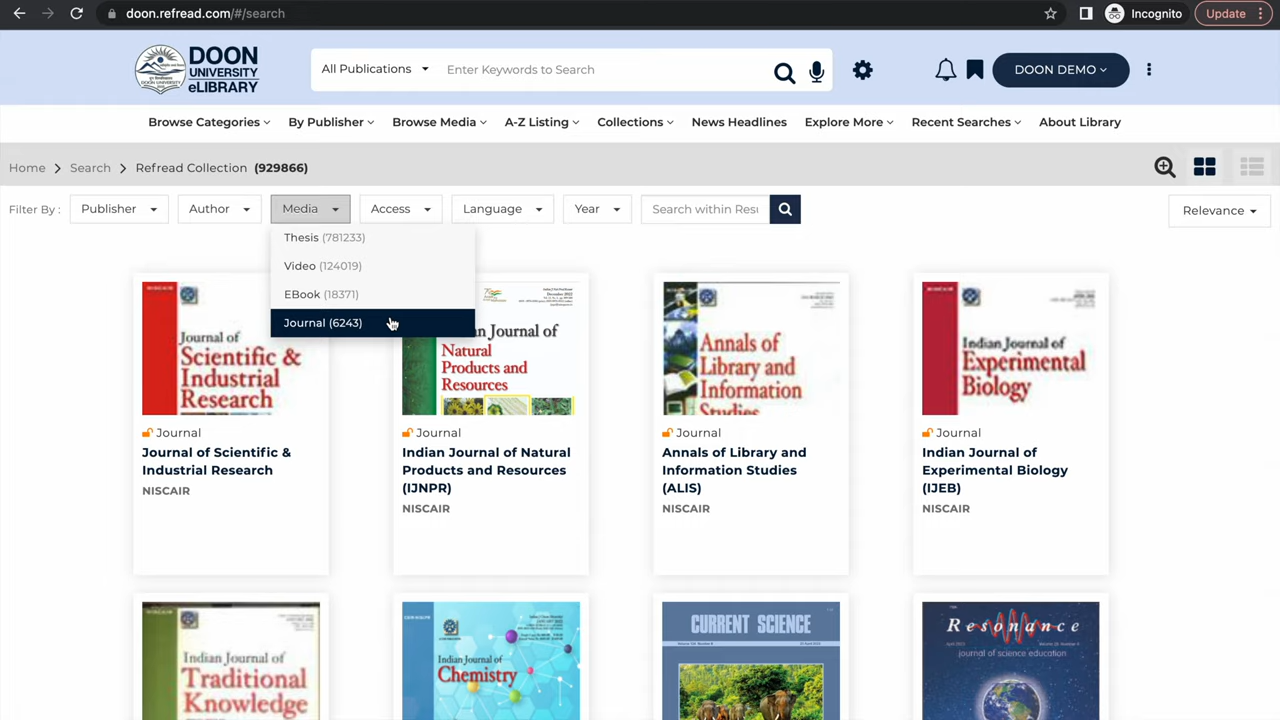 doon.refread.com/#/search
Incognito
Update
DOON
UNIVERSITY
eLIBRARY
All Publications
Enter Keywords to Search
DOON DEMO
Browse Categories
By Publisher
Browse Media
A-Z Listing
Collections
News Headlines
Explore More
Recent Searches
About Library
Home
Search
Refread Collection (929866)
Filter By :
Publisher
Author
Media
Access
Language
Year
Search within Resu
Relevance
Thesis (781233)
Video (124019)
EBook (18371)
Journal (6243)
Journal of
Scientific &
Industrial
Research
Journal
Journal of Scientific &
Industrial Research
NISCAIR
n Journal of
Natural
Products and
Resources
Journal
Indian Journal of Natural
Products and Resources
(IJNPR)
NISCAIR
Annals of
Library and
Information
Studies
Journal
Annals of Library and
Information Studies
(ALIS)
NISCAIR
Indian Journal of
Experimental
Biology
Journal
Indian Journal of
Experimental Biology
(IJEB)
NISCAIR
Indian Journal of
Traditional
Knowledge
Indian Journal of
Chemistry
CURRENT SCIENCE
Resonance
journal of science education